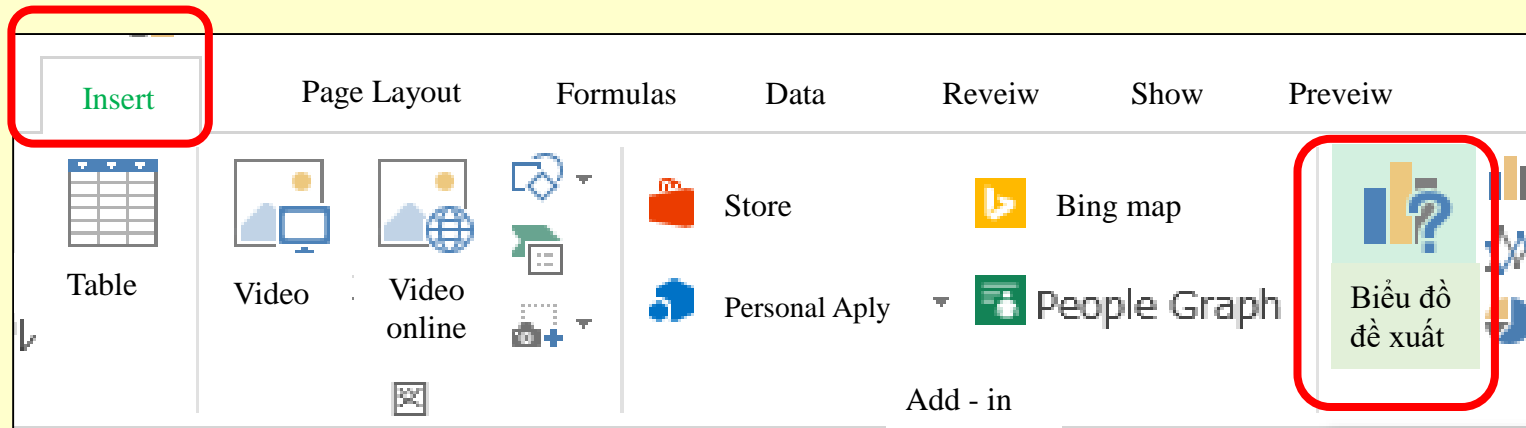 Insert
Page Layout
Formulas
Data
Reveiw
Show
Preveiw
Table
Video
Video
online
Store
Personal Aply
Bing map
People Graph
Add - in
Biểu đồ
đề xuất